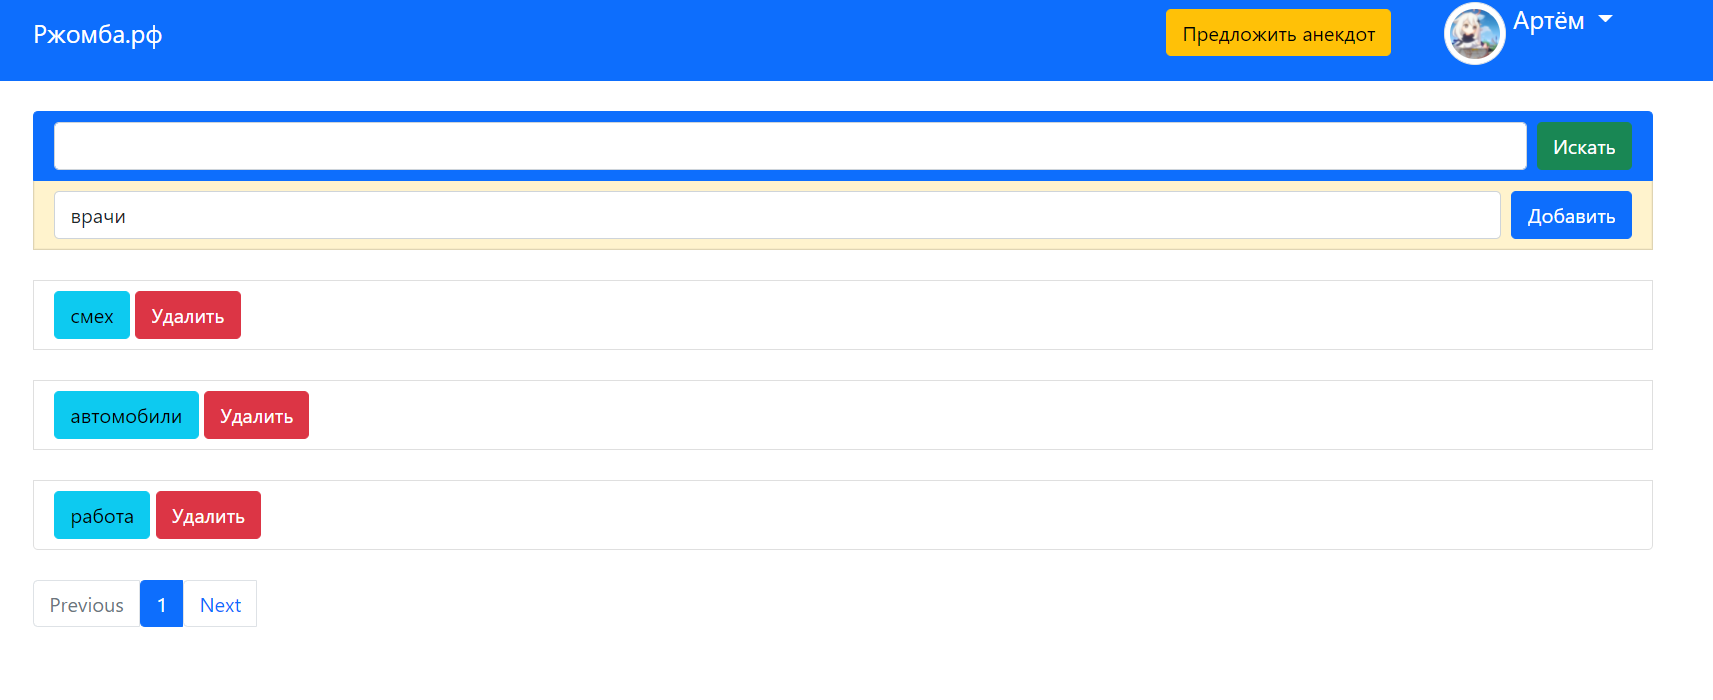 Ржомба.рф
Предложить анекдот
Артём
Искать
врачи
Добавить
смех Удалить
автомобили Удалить
работа Удалить
Previous 1 Next